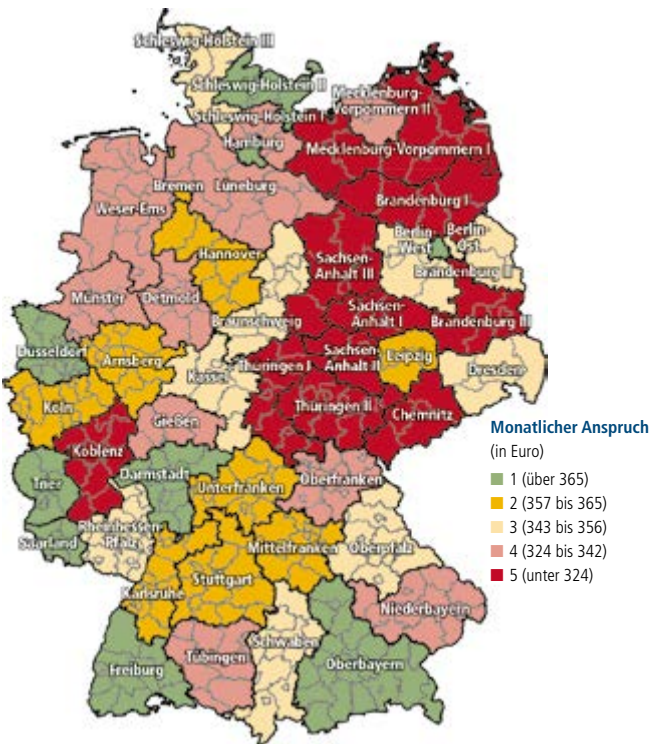 Schleswig-Holstein III
Schleswig-Holstein II
Mecklenburg-
Vorpommern II
Schleswig-Holstein I
Hamburg
Mecklenburg-Vorpommern I
Bremen
Lüneburg
Weser-Ems
Brandenburg I
Berlin
West
Berlin
Ost
Hannover
Sachsen-
Anhalt III
Brandenburg II
Münster
Detmold
Braunschweig
Sachsen-
Anhalt I
Brandenburg III
Düsseldorf
Arnsberg
Kassel
Thüringen I
Sachsen-
Anhalt II
Leipzig
Dresden
Köln
Gießen
Thüringen II
Chemnitz
Koblenz
Darmstadt
Trier
Unterfranken
Oberfranken
Rheinhessen-
Pfalz
Saarland
Mittelfranken
Oberpfalz
Karlsruhe
Stuttgart
Niederbayern
Schwaben
Tübingen
Freiburg
Oberbayern
Monatlicher Anspruch
(in Euro)
1 (über 365)
2 (357 bis 365)
3 (343 bis 356)
4 (324 bis 342)
5 (unter 324)